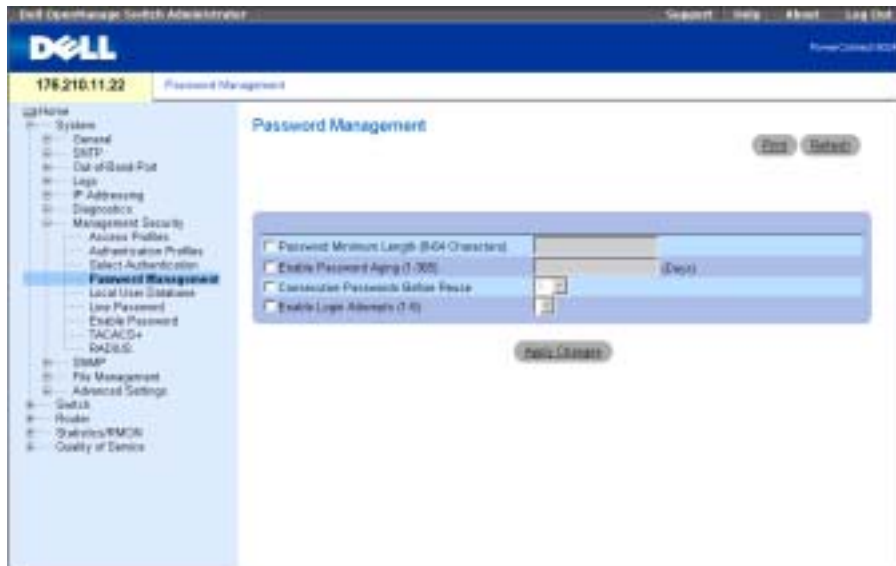 Dell OpenManage Switch Administrator
Support Help About Log Out
DELL
PowerConnect
176.210.11.22
Password Management
Home
System
General
SNTP
Out-of-Band Port
Logs
IP Addressing
Diagnostics
Management Security
Access Profiles
Authentication Profiles
Select Authentication
Password Management
Local User Database
Line Password
Enable Password
TACACS+
RADIUS
SNMP
File Management
Advanced Settings
Switch
Router
Statistics/RMON
Quality of Service
Password Management
Print Refresh
Password Minimum Length (8-64 Characters)
Enable Password Aging (1-365) (Days)
Consecutive Passwords Before Reuse
Enable Login Attempts (1-5)
Apply Changes